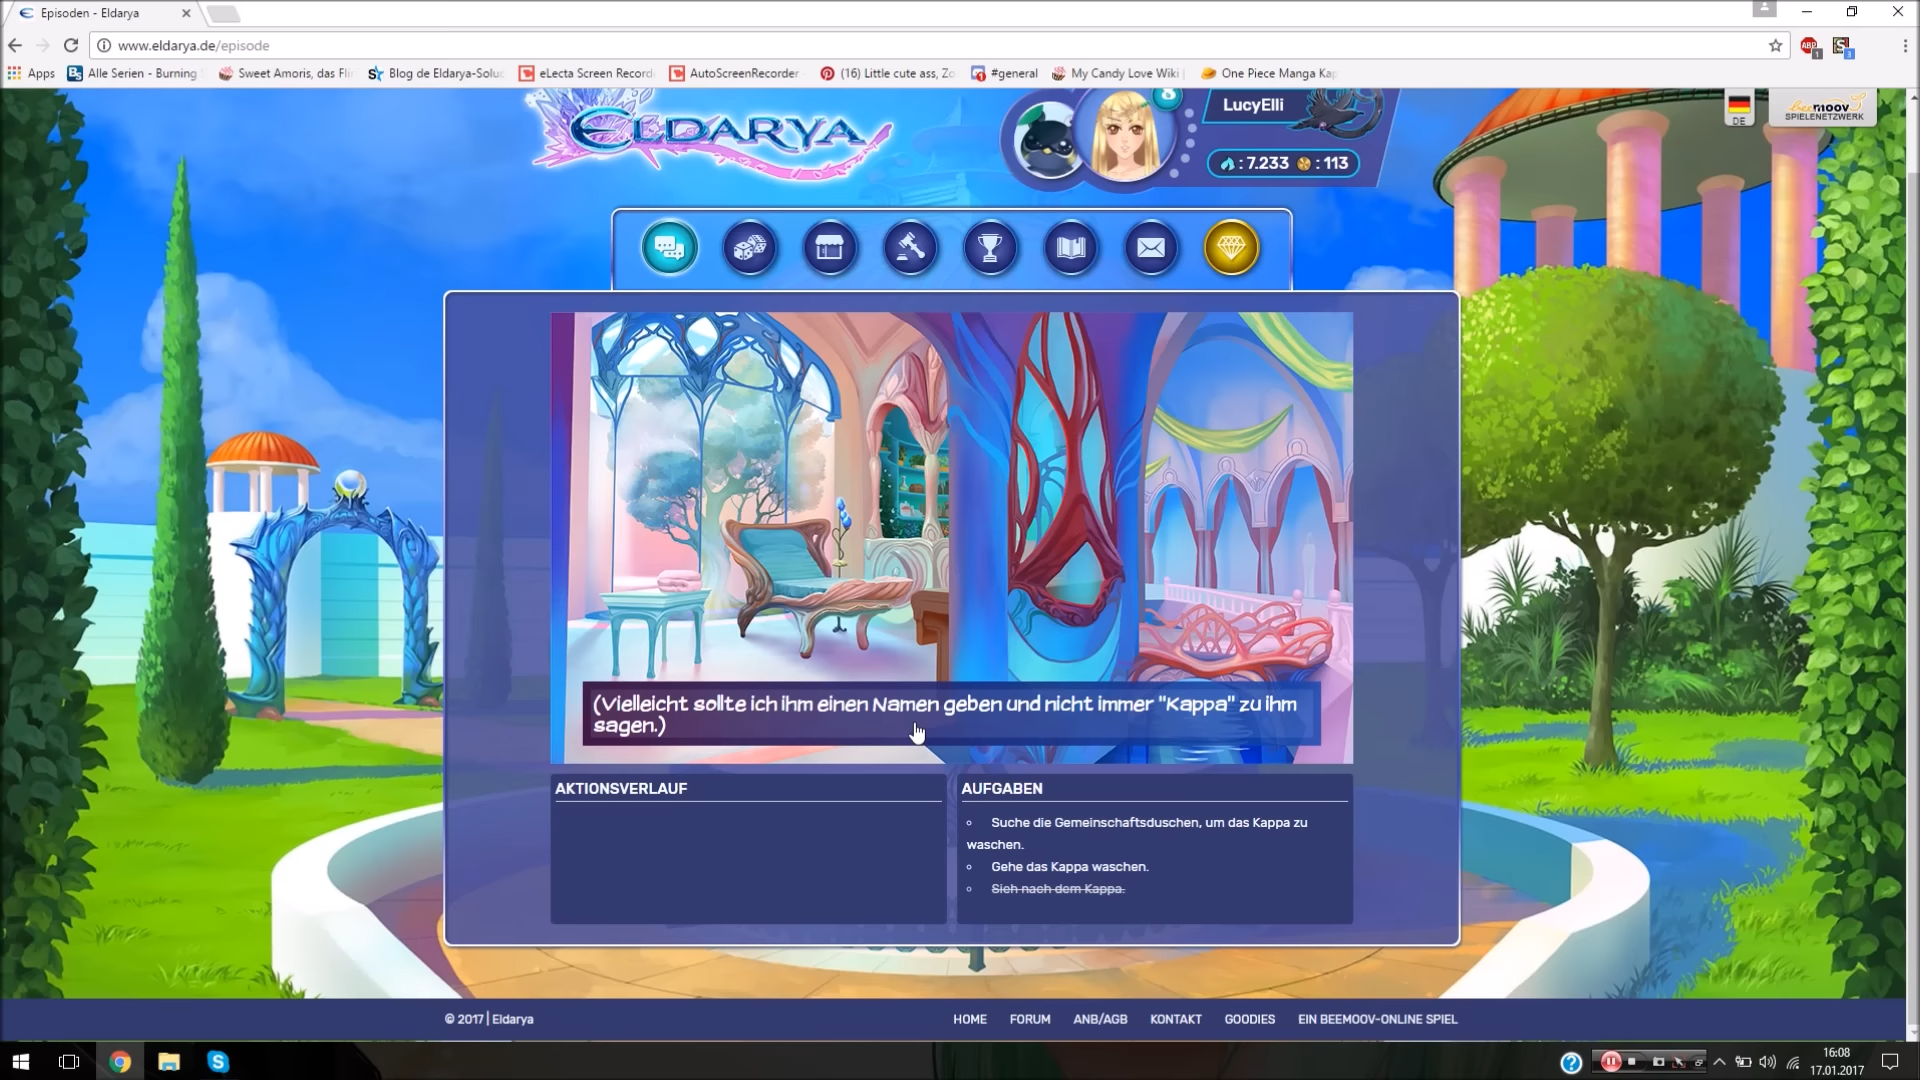 Episoden - Eldarya
www.eldarya.de/episode
Apps
Alle Serien - Burning
Sweet Amoris, das Fli
Blog de Eldarya-Soluc
eLecta Screen Record
AutoScreenRecorder
(16) Little cute ass, Zo
#general
My Candy Love Wiki
One Piece Manga Kap
ELDARYA
8
LucyElli
: 7.233 : 113
DE
beemoov
SPIELENETZWERK
(Vielleicht sollte ich ihm einen Namen geben und nicht immer "Kappa" zu ihm
sagen.)
AKTIONSVERLAUF
AUFGABEN
Suche die Gemeinschaftsduschen, um das Kappa zu
waschen.
Gehe das Kappa waschen.
Sieh nach dem Kappa.
© 2017 | Eldarya
HOME
FORUM
ANB/AGB
KONTAKT
GOODIES
EIN BEEMOOV-ONLINE SPIEL
16:08
17.01.2017